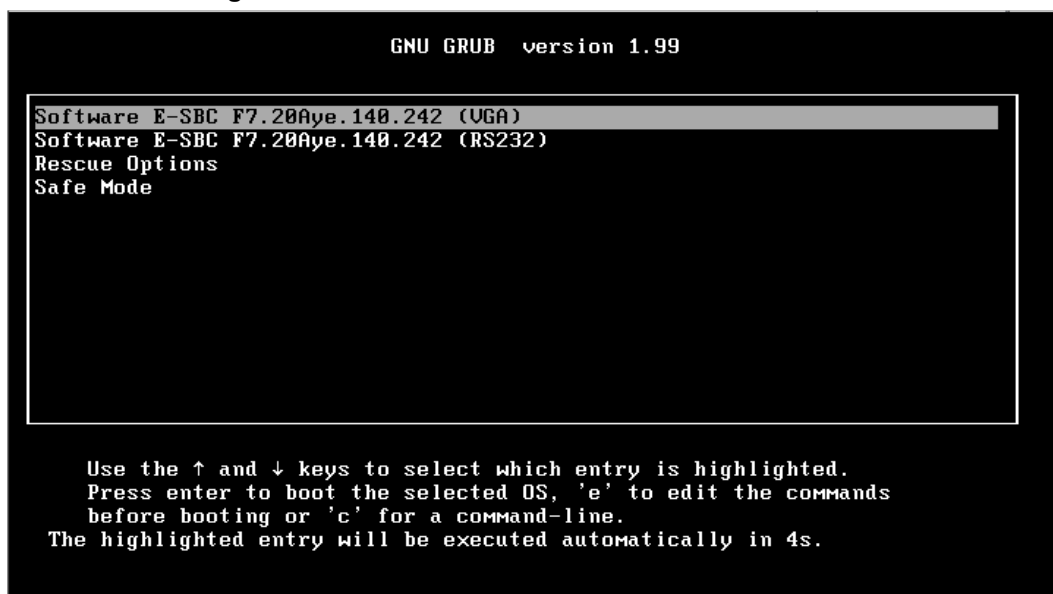 GNU GRUB version 1.99
Software E-SBC F7.20Aye.140.242 (VGA)
Software E-SBC F7.20Aye.140.242 (RS232)
Rescue Options
Safe Mode
Use the ↑ and ↓ keys to select which entry is highlighted.
Press enter to boot the selected OS, 'e' to edit the commands
before booting or 'c' for a command-line.
The highlighted entry will be executed automatically in 4s.